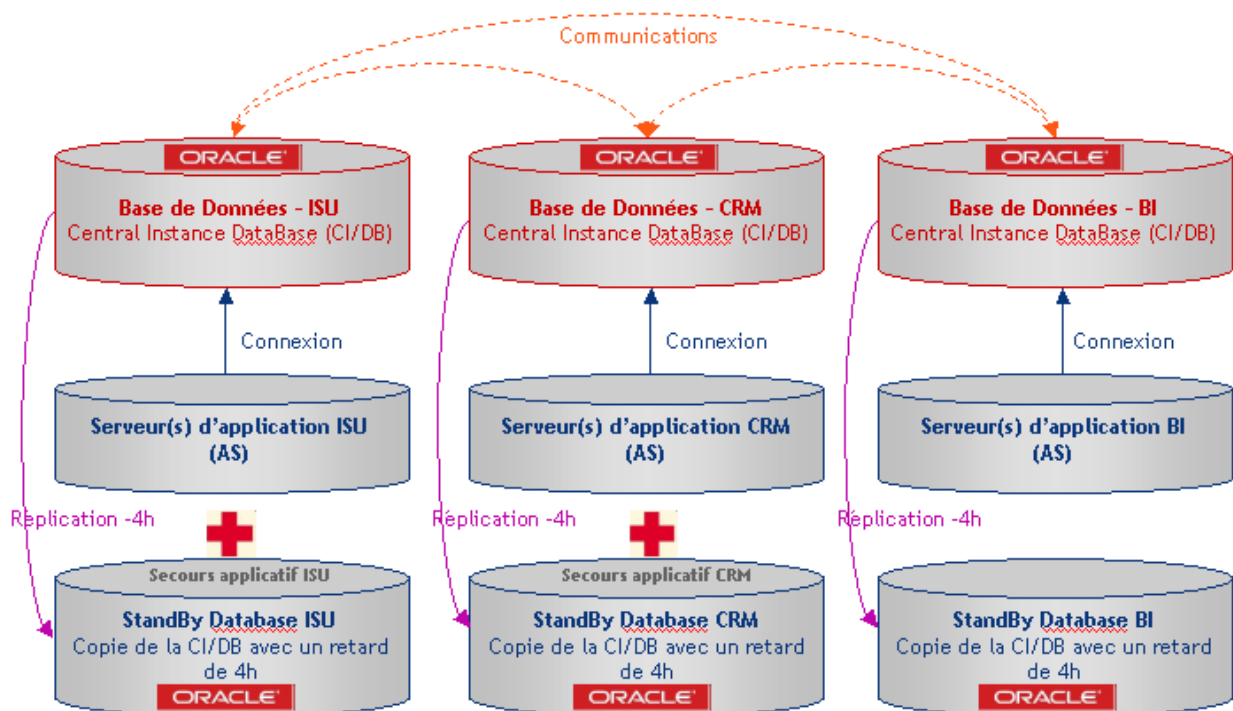 Communications
ORACLE
ORACLE
ORACLE
Base de Données - ISU
Central Instance DataBase (CI/DB)
Base de Données - CRM
Central Instance DataBase (CI/DB)
Base de Données - BI
Central Instance DataBase (CI/DB)
Connexion
Connexion
Connexion
Serveur(s) d'application ISU
(AS)
Serveur(s) d'application CRM
(AS)
Serveur(s) d'application BI
(AS)
Réplication -4h
Réplication -4h
Réplication -4h
Secours applicatif ISU
StandBy Database ISU
Copie de la CI/DB avec un retard
de 4h
ORACLE
Secours applicatif CRM
StandBy Database CRM
Copie de la CI/DB avec un retard
de 4h
ORACLE
StandBy Database BI
Copie de la CI/DB avec un retard
de 4h
ORACLE